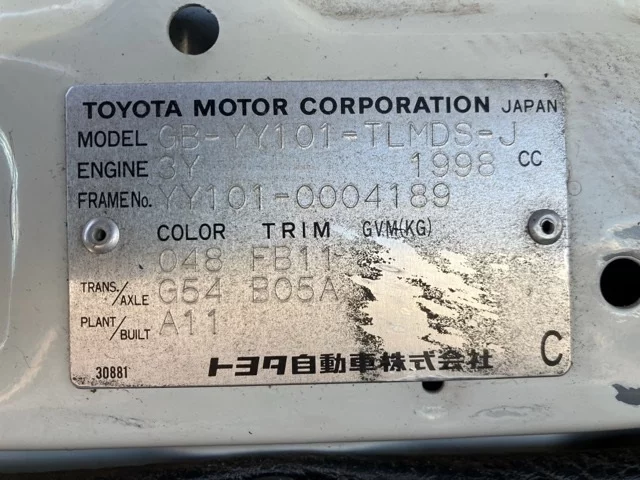 TOYOTA MOTOR CORPORATION JAPAN
MODEL GB-YY101-TLMDS-J
ENGINE 3Y 1998 CC
FRAME No. YY101-0004189
COLOR TRIM GVM(KG)
048 FB11
TRANS./AXLE G54 B05A
PLANT/BUILT A11
30881 トヨタ自動車株式会社 C